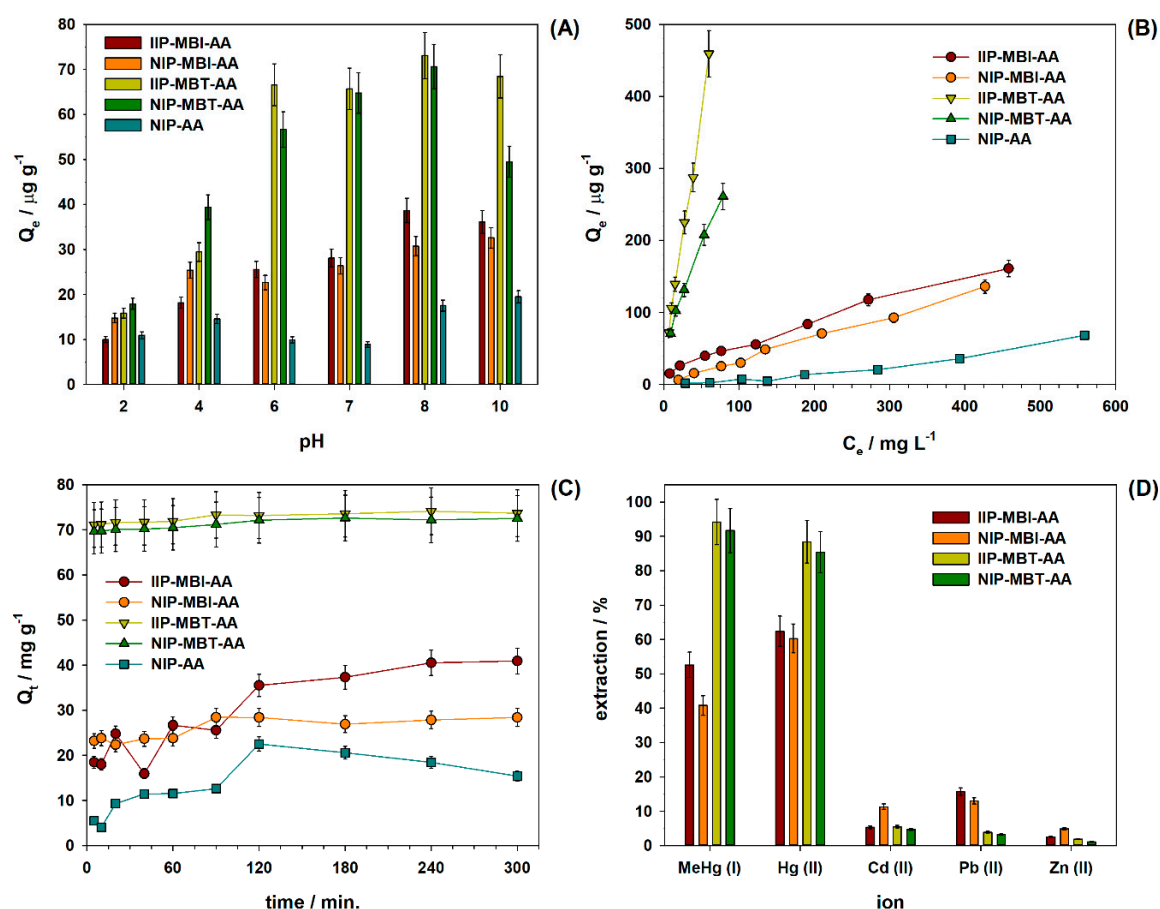 (A)
80
70
60
50
40
30
20
10
0
Qe / μg g-1
IIP-MBI-AA
NIP-MBI-AA
IIP-MBT-AA
NIP-MBT-AA
NIP-AA
2 4 6 7 8 10
pH
(B)
500
400
300
200
100
0
Qe / μg g-1
IIP-MBI-AA
NIP-MBI-AA
IIP-MBT-AA
NIP-MBT-AA
NIP-AA
0 100 200 300 400 500 600
Ce / mg L-1
(C)
80
70
60
50
40
30
20
10
0
Qt / mg g-1
IIP-MBI-AA
NIP-MBI-AA
IIP-MBT-AA
NIP-MBT-AA
NIP-AA
0 60 120 180 240 300
time / min.
(D)
100
90
80
70
60
50
40
30
20
10
0
extraction / %
IIP-MBI-AA
NIP-MBI-AA
IIP-MBT-AA
NIP-MBT-AA
MeHg (I) Hg (II) Cd (II) Pb (II) Zn (II)
ion